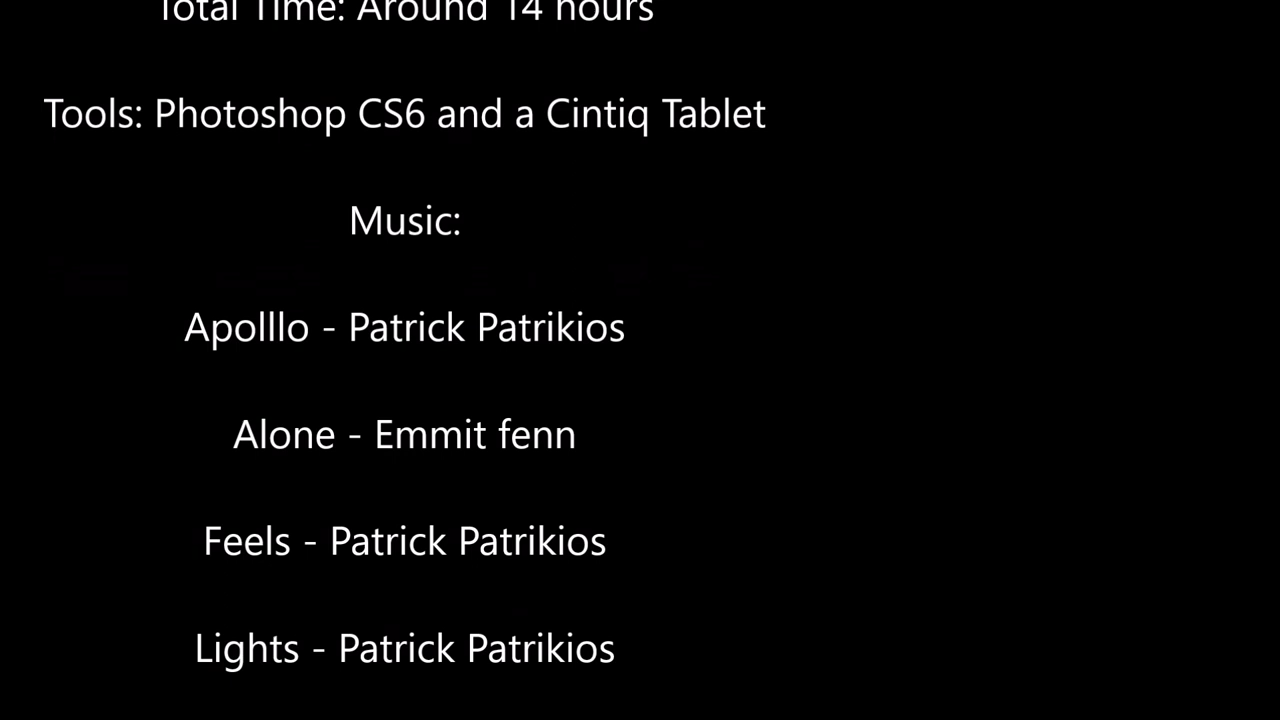 Total Time: Around 14 hours
Tools: Photoshop CS6 and a Cintiq Tablet
Music:
Apolllo - Patrick Patrikios
Alone - Emmit fenn
Feels - Patrick Patrikios
Lights - Patrick Patrikios